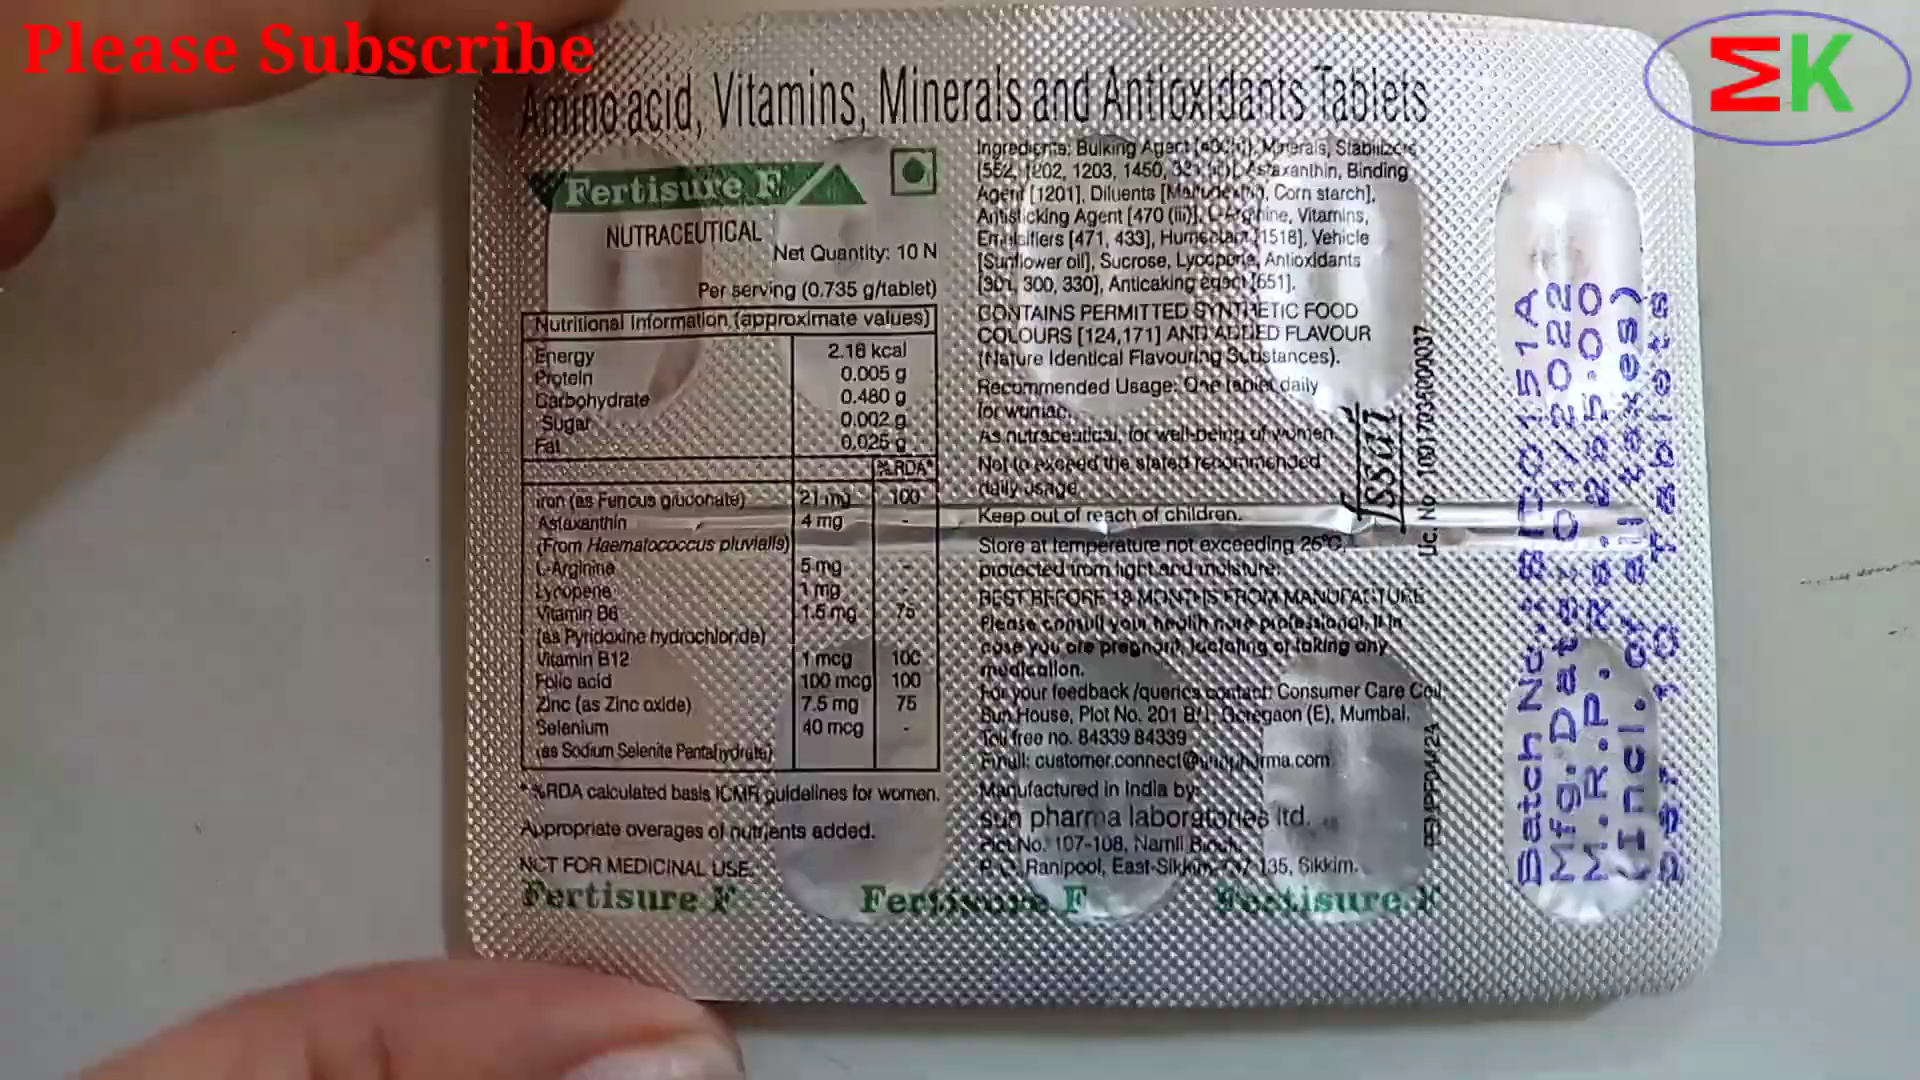 Please Subscribe
MK
Amino acid, Vitamins, Minerals and Antioxidants Tablets
Fertisure F
NUTRACEUTICAL
Net Quantity: 10 N
Per serving (0.735 g/tablet)
Nutritional Information (approximate values)
Energy 2.16 kcal
Protein 0.005 g
Carbohydrate 0.480 g
Sugar 0.002 g
Fat 0.025 g
%RDA*
Iron (as Ferrous gluconate) 21 mg 100
Astaxanthin 4 mg -
(From Haematococcus pluvialis)
L-Arginine 5 mg -
Lycopene 1 mg -
Vitamin B6 1.5 mg 75
(as Pyridoxine hydrochloride)
Vitamin B12 1 mcg 100
Folic acid 100 mcg 100
Zinc (as Zinc oxide) 7.5 mg 75
Selenium 40 mcg -
(as Sodium Selenite Pentahydrate)
* %RDA calculated basis ICMR guidelines for women.
Appropriate overages of nutrients added.
NOT FOR MEDICINAL USE.
Ingredients: Bulking Agent Minerals, Stabilizers
[552, 1202, 1203, 1450, Astaxanthin, Binding
Agent [1201], Diluents [Maltodextrin, Corn starch],
Antisticking Agent [470 (iii)], L-Arginine, Vitamins,
Emulsifiers [471, 433], Humectant [1518], Vehicle
[Sunflower oil], Sucrose, Lycopene, Antioxidants
[301, 300, 330], Anticaking agent [551].
CONTAINS PERMITTED SYNTHETIC FOOD
COLOURS [124,171] AND ADDED FLAVOUR
(Nature Identical Flavouring Substances).
Recommended Usage: One tablet daily
for woman.
As nutraceutical, for well-being of women.
Not to exceed the stated recommended
daily usage.
Keep out of reach of children.
Store at temperature not exceeding 25°C,
protected from light and moisture.
BEST BEFORE 18 MONTHS FROM MANUFACTURE
Please consult your health care professional, if in
case you are pregnant, lactating or taking any
medication.
For your feedback /queries contact: Consumer Care Cell
Sun House, Plot No. 201 B/1, Goregaon (E), Mumbai.
Toll free no. 84339 84339
Email: customer.connect@sunpharma.com
Manufactured in India by:
sun pharma laboratories ltd.
Plot No. 107-108, Namli Block,
P. O. Ranipool, East-Sikkim-737 135, Sikkim.
fssai
Lic. No.
Batch No.: SIT0151A
Mfg. Date: 01/2022
M.R.P. Rs. 265.00
(Incl. of all taxes)
per 10 Tablets
Fertisure F Fertisure F Fertisure F